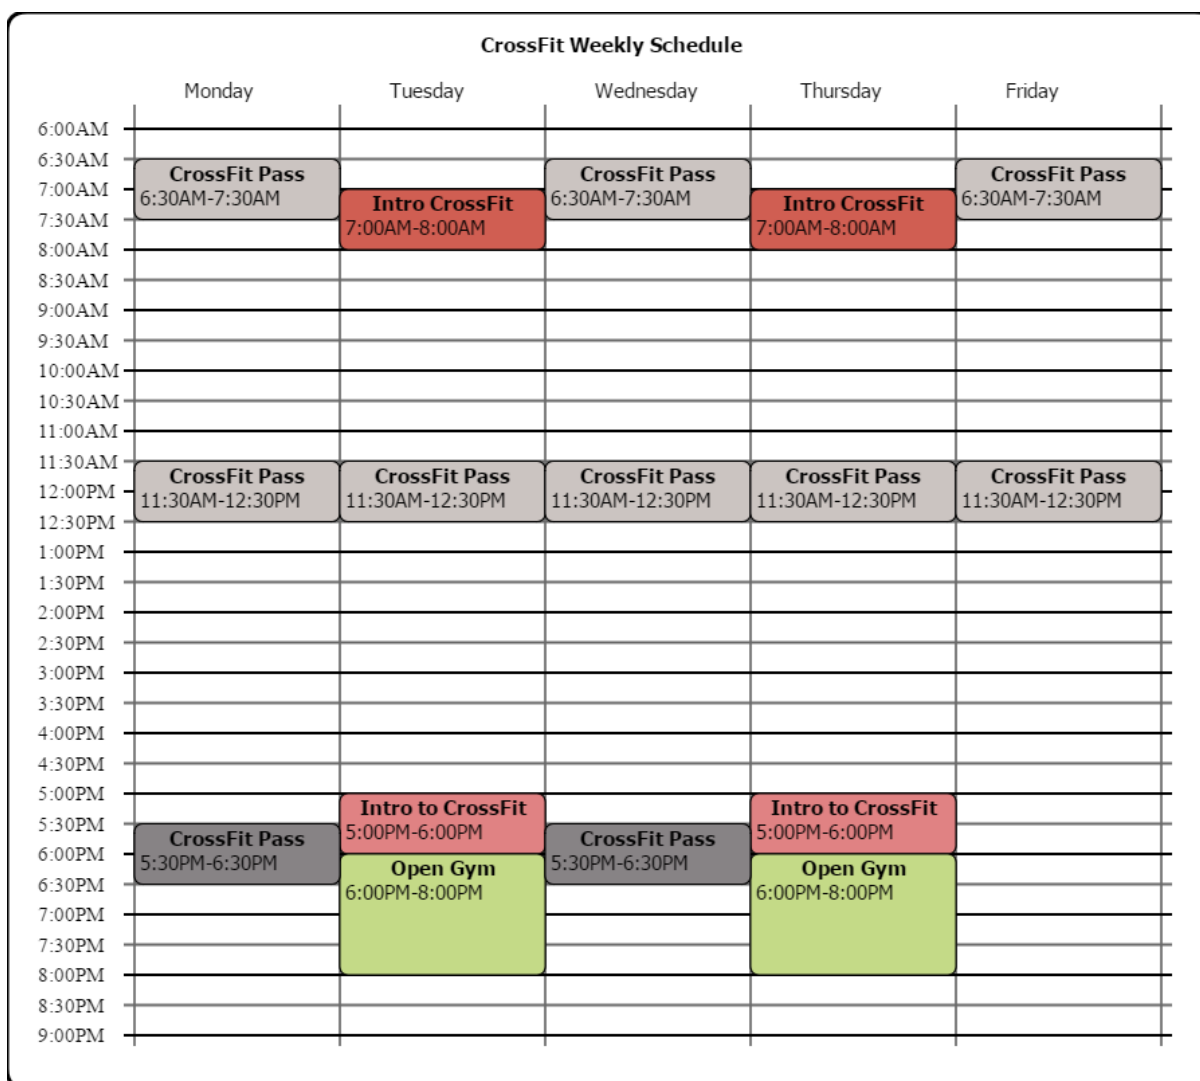 CrossFit Weekly Schedule
Monday Tuesday Wednesday Thursday Friday
6:00AM
6:30AM
CrossFit Pass CrossFit Pass CrossFit Pass
7:00AM
6:30AM-7:30AM 6:30AM-7:30AM 6:30AM-7:30AM
Intro CrossFit Intro CrossFit
7:30AM
7:00AM-8:00AM 7:00AM-8:00AM
8:00AM
8:30AM
9:00AM
9:30AM
10:00AM
10:30AM
11:00AM
11:30AM
CrossFit Pass CrossFit Pass CrossFit Pass CrossFit Pass CrossFit Pass
12:00PM
11:30AM-12:30PM 11:30AM-12:30PM 11:30AM-12:30PM 11:30AM-12:30PM 11:30AM-12:30PM
12:30PM
1:00PM
1:30PM
2:00PM
2:30PM
3:00PM
3:30PM
4:00PM
4:30PM
5:00PM
Intro to CrossFit Intro to CrossFit
5:30PM
5:00PM-6:00PM 5:00PM-6:00PM
CrossFit Pass CrossFit Pass
6:00PM
5:30PM-6:30PM 5:30PM-6:30PM
Open Gym Open Gym
6:30PM
6:00PM-8:00PM 6:00PM-8:00PM
7:00PM
7:30PM
8:00PM
8:30PM
9:00PM